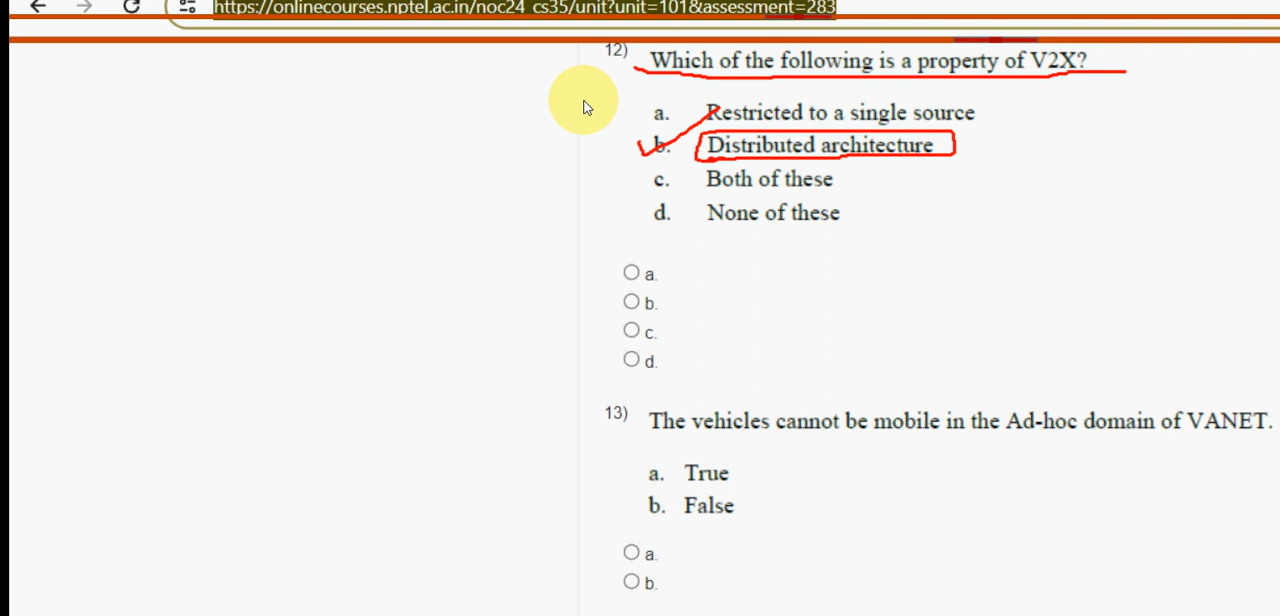 https://onlinecourses.nptel.ac.in/noc24_cs35/unit?unit=101&assessment=283
12) Which of the following is a property of V2X?
a. Restricted to a single source
b. Distributed architecture
c. Both of these
d. None of these
a.
b.
c.
d.
13) The vehicles cannot be mobile in the Ad-hoc domain of VANET.
a. True
b. False
a.
b.